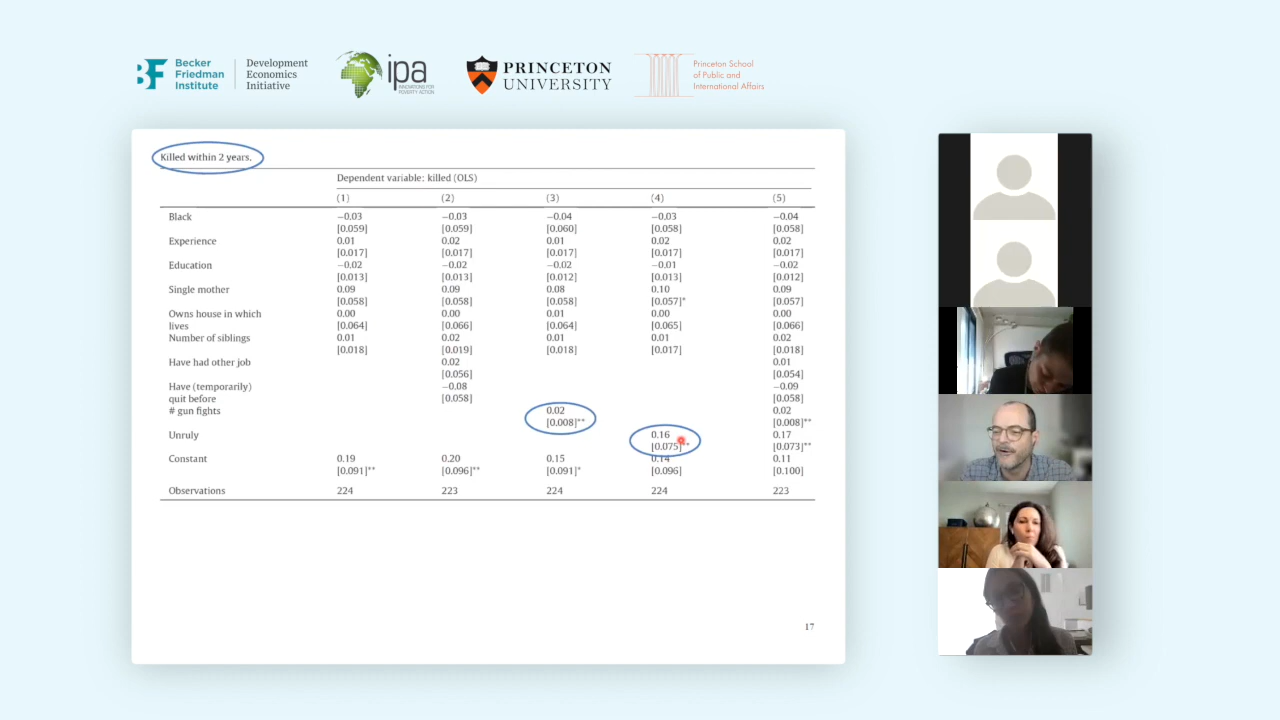 Becker
Friedman
Institute
Development
Economics
Initiative
ipa
INNOVATIONS FOR
POVERTY ACTION
PRINCETON
UNIVERSITY
Princeton School
of Public and
International Affairs
Killed within 2 years.
Dependent variable: killed (OLS)
(1) (2) (3) (4) (5)
Black −0.03 −0.03 −0.04 −0.03 −0.04
[0.059] [0.059] [0.060] [0.058] [0.058]
Experience 0.01 0.02 0.01 0.02 0.02
[0.017] [0.017] [0.017] [0.017] [0.017]
Education −0.02 −0.02 −0.02 −0.01 −0.02
[0.013] [0.013] [0.012] [0.013] [0.012]
Single mother 0.09 0.09 0.08 0.10 0.09
[0.058] [0.058] [0.058] [0.057]* [0.057]
Owns house in which 0.00 0.00 0.01 0.00 0.00
lives [0.064] [0.066] [0.064] [0.065] [0.066]
Number of siblings 0.01 0.02 0.01 0.01 0.02
[0.018] [0.019] [0.018] [0.017] [0.018]
Have had other job 0.02 0.01
[0.056] [0.054]
Have (temporarily) −0.08 −0.09
quit before [0.058] [0.058]
# gun fights 0.02 0.02
[0.008]** [0.008]**
Unruly 0.16 0.17
[0.075]** [0.073]**
Constant 0.19 0.20 0.15 0.14 0.11
[0.091]** [0.096]** [0.091]* [0.096] [0.100]
Observations 224 223 224 224 223
17